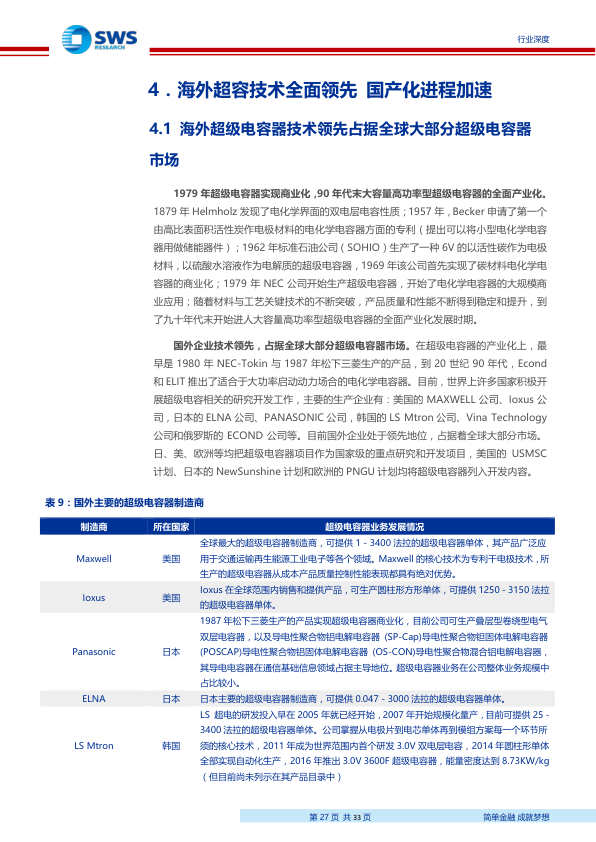 SWS
RESEARCH
行业深度
4．海外超容技术全面领先 国产化进程加速
4.1 海外超级电容器技术领先占据全球大部分超级电容器
市场
1979 年超级电容器实现商业化，90 年代末大容量高功率型超级电容器的全面产业化。
1879 年 Helmholz 发现了电化学界面的双电层电容性质；1957 年，Becker 申请了第一个
由高比表面积活性炭作电极材料的电化学电容器方面的专利（提出可以将小型电化学电容
器用做储能器件）；1962 年标准石油公司（SOHIO）生产了一种 6V 的以活性碳作为电极
材料，以硫酸水溶液作为电解质的超级电容器，1969 年该公司首先实现了碳材料电化学电
容器的商业化；1979 年 NEC 公司开始生产超级电容器，开始了电化学电容器的大规模商
业应用；随着材料与工艺关键技术的不断突破，产品质量和性能不断得到稳定和提升，到
了九十年代末开始进人大容量高功率型超级电容器的全面产业化发展时期。
国外企业技术领先，占据全球大部分超级电容器市场。在超级电容器的产业化上，最
早是 1980 年 NEC-Tokin 与 1987 年松下三菱生产的产品，到 20 世纪 90 年代，Econd
和 ELIT 推出了适合于大功率启动动力场合的电化学电容器。目前，世界上许多国家积极开
展超级电容相关的研究开发工作，主要的生产企业有：美国的 MAXWELL 公司、loxus 公
司，日本的 ELNA 公司、PANASONIC 公司，韩国的 LS Mtron 公司、Vina Technology
公司和俄罗斯的 ECOND 公司等。目前国外企业处于领先地位，占据着全球大部分市场。
日、美、欧洲等均把超级电容器项目作为国家级的重点研究和开发项目，美国的 USMSC
计划、日本的 NewSunshine 计划和欧洲的 PNGU 计划均将超级电容器列入开发内容。
表 9：国外主要的超级电容器制造商
制造商 所在国家 超级电容器业务发展情况
全球最大的超级电容器制造商，可提供 1 - 3400 法拉的超级电容器单体，其产品广泛应
Maxwell 美国 用于交通运输再生能源工业电子等各个领域。Maxwell 的核心技术为专利干电极技术，所
生产的超级电容器从成本产品质量控制性能表现都具有绝对优势。
loxus 美国 loxus 在全球范围内销售和提供产品，可生产圆柱形方形单体，可提供 1250 - 3150 法拉
的超级电容器单体。
1987 年松下三菱生产的产品实现超级电容器商业化，目前公司可生产叠层型卷绕型电气
双层电容器，以及导电性聚合物铝电解电容器 (SP-Cap)导电性聚合物钽固体电解电容器
Panasonic 日本 (POSCAP)导电性聚合物铝固体电解电容器 (OS-CON)导电性聚合物混合铝电解电容器，
其导电电容器在通信基础信息领域占据主导地位。超级电容器业务在公司整体业务规模中
占比较小。
ELNA 日本 日本主要的超级电容器制造商，可提供 0.047 - 3000 法拉的超级电容器单体。
LS 超电的研发投入早在 2005 年就已经开始，2007 年开始规模化量产，目前可提供 25 -
3400 法拉的超级电容器单体。公司掌握从电极片到电芯单体再到模组方案每一个环节所
LS Mtron 韩国 须的核心技术，2011 年成为世界范围内首个研发 3.0V 双电层电容，2014 年圆柱形单体
全部实现自动化生产，2016 年推出 3.0V 3600F 超级电容器，能量密度达到 8.73KW/kg
（但目前尚未列示在其产品目录中）
第 27 页 共 33 页 简单金融 成就梦想